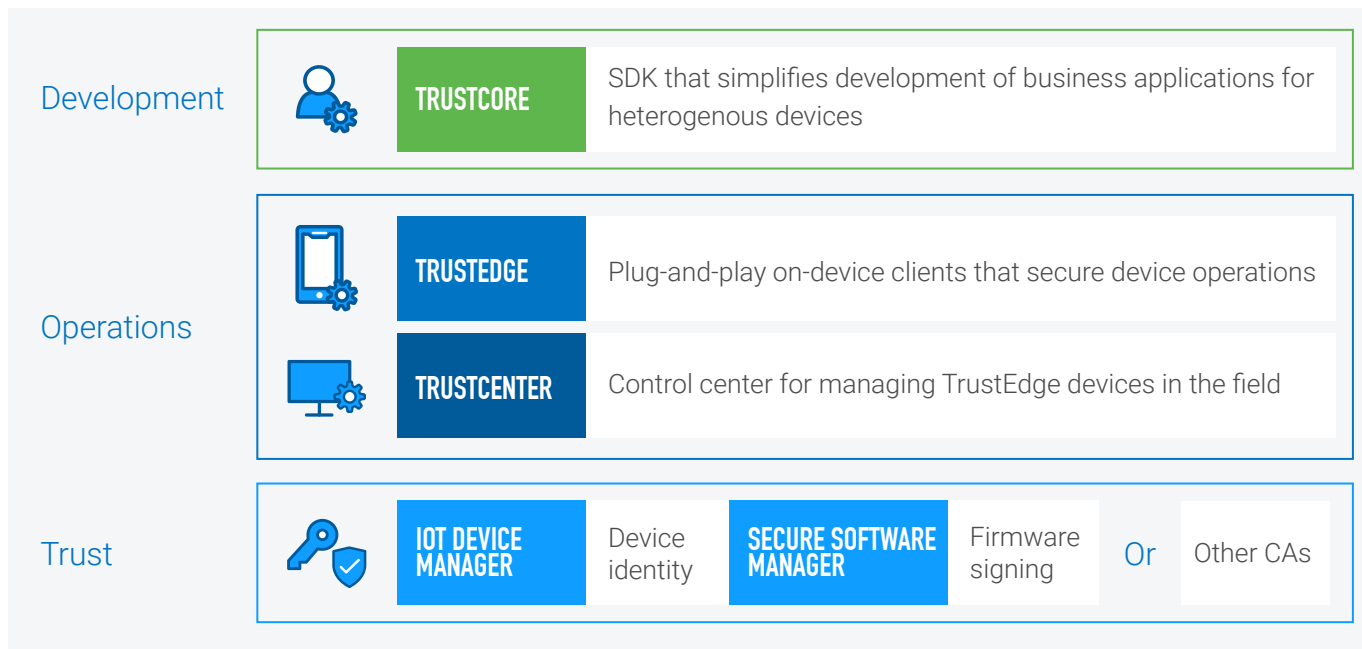 Development
TRUSTCORE
SDK that simplifies development of business applications for
heterogenous devices
Operations
TRUSTEDGE
Plug-and-play on-device clients that secure device operations
TRUSTCENTER
Control center for managing TrustEdge devices in the field
Trust
IOT DEVICE
MANAGER
Device
identity
SECURE SOFTWARE
MANAGER
Firmware
signing
Or
Other CAs